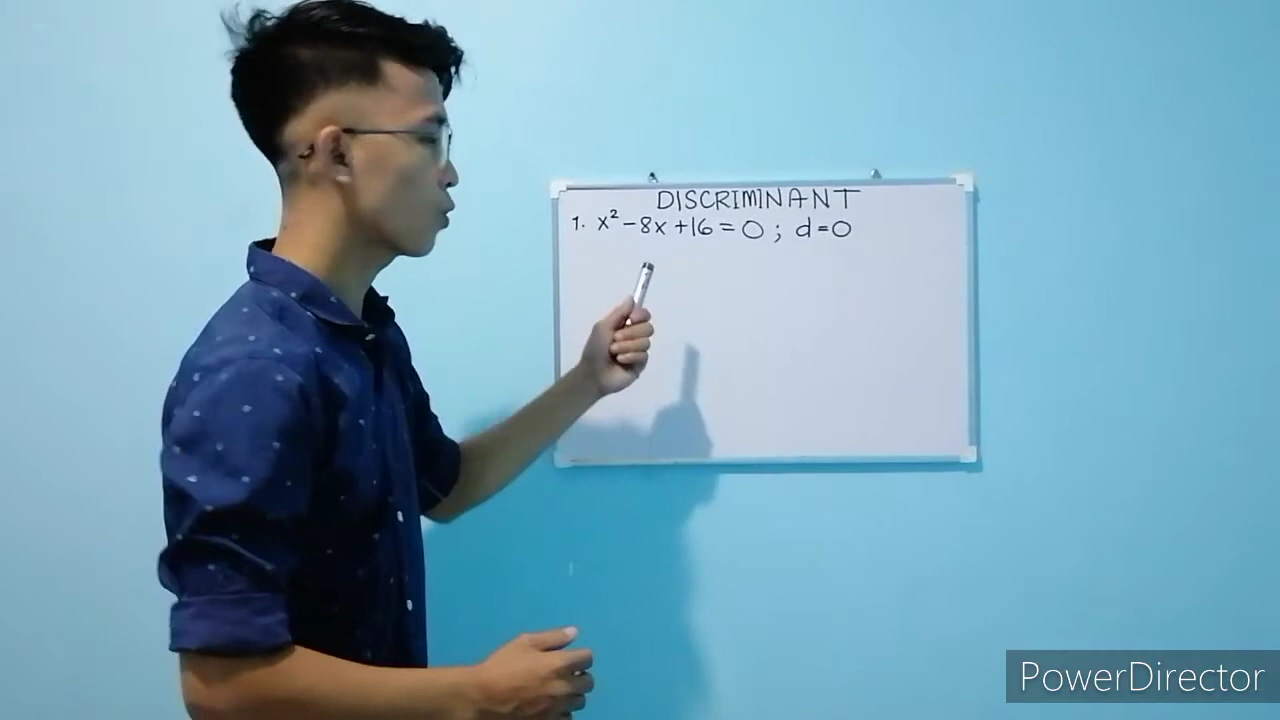 DISCRIMINANT
1. x² - 8x + 16 = 0 ; d = 0
PowerDirector